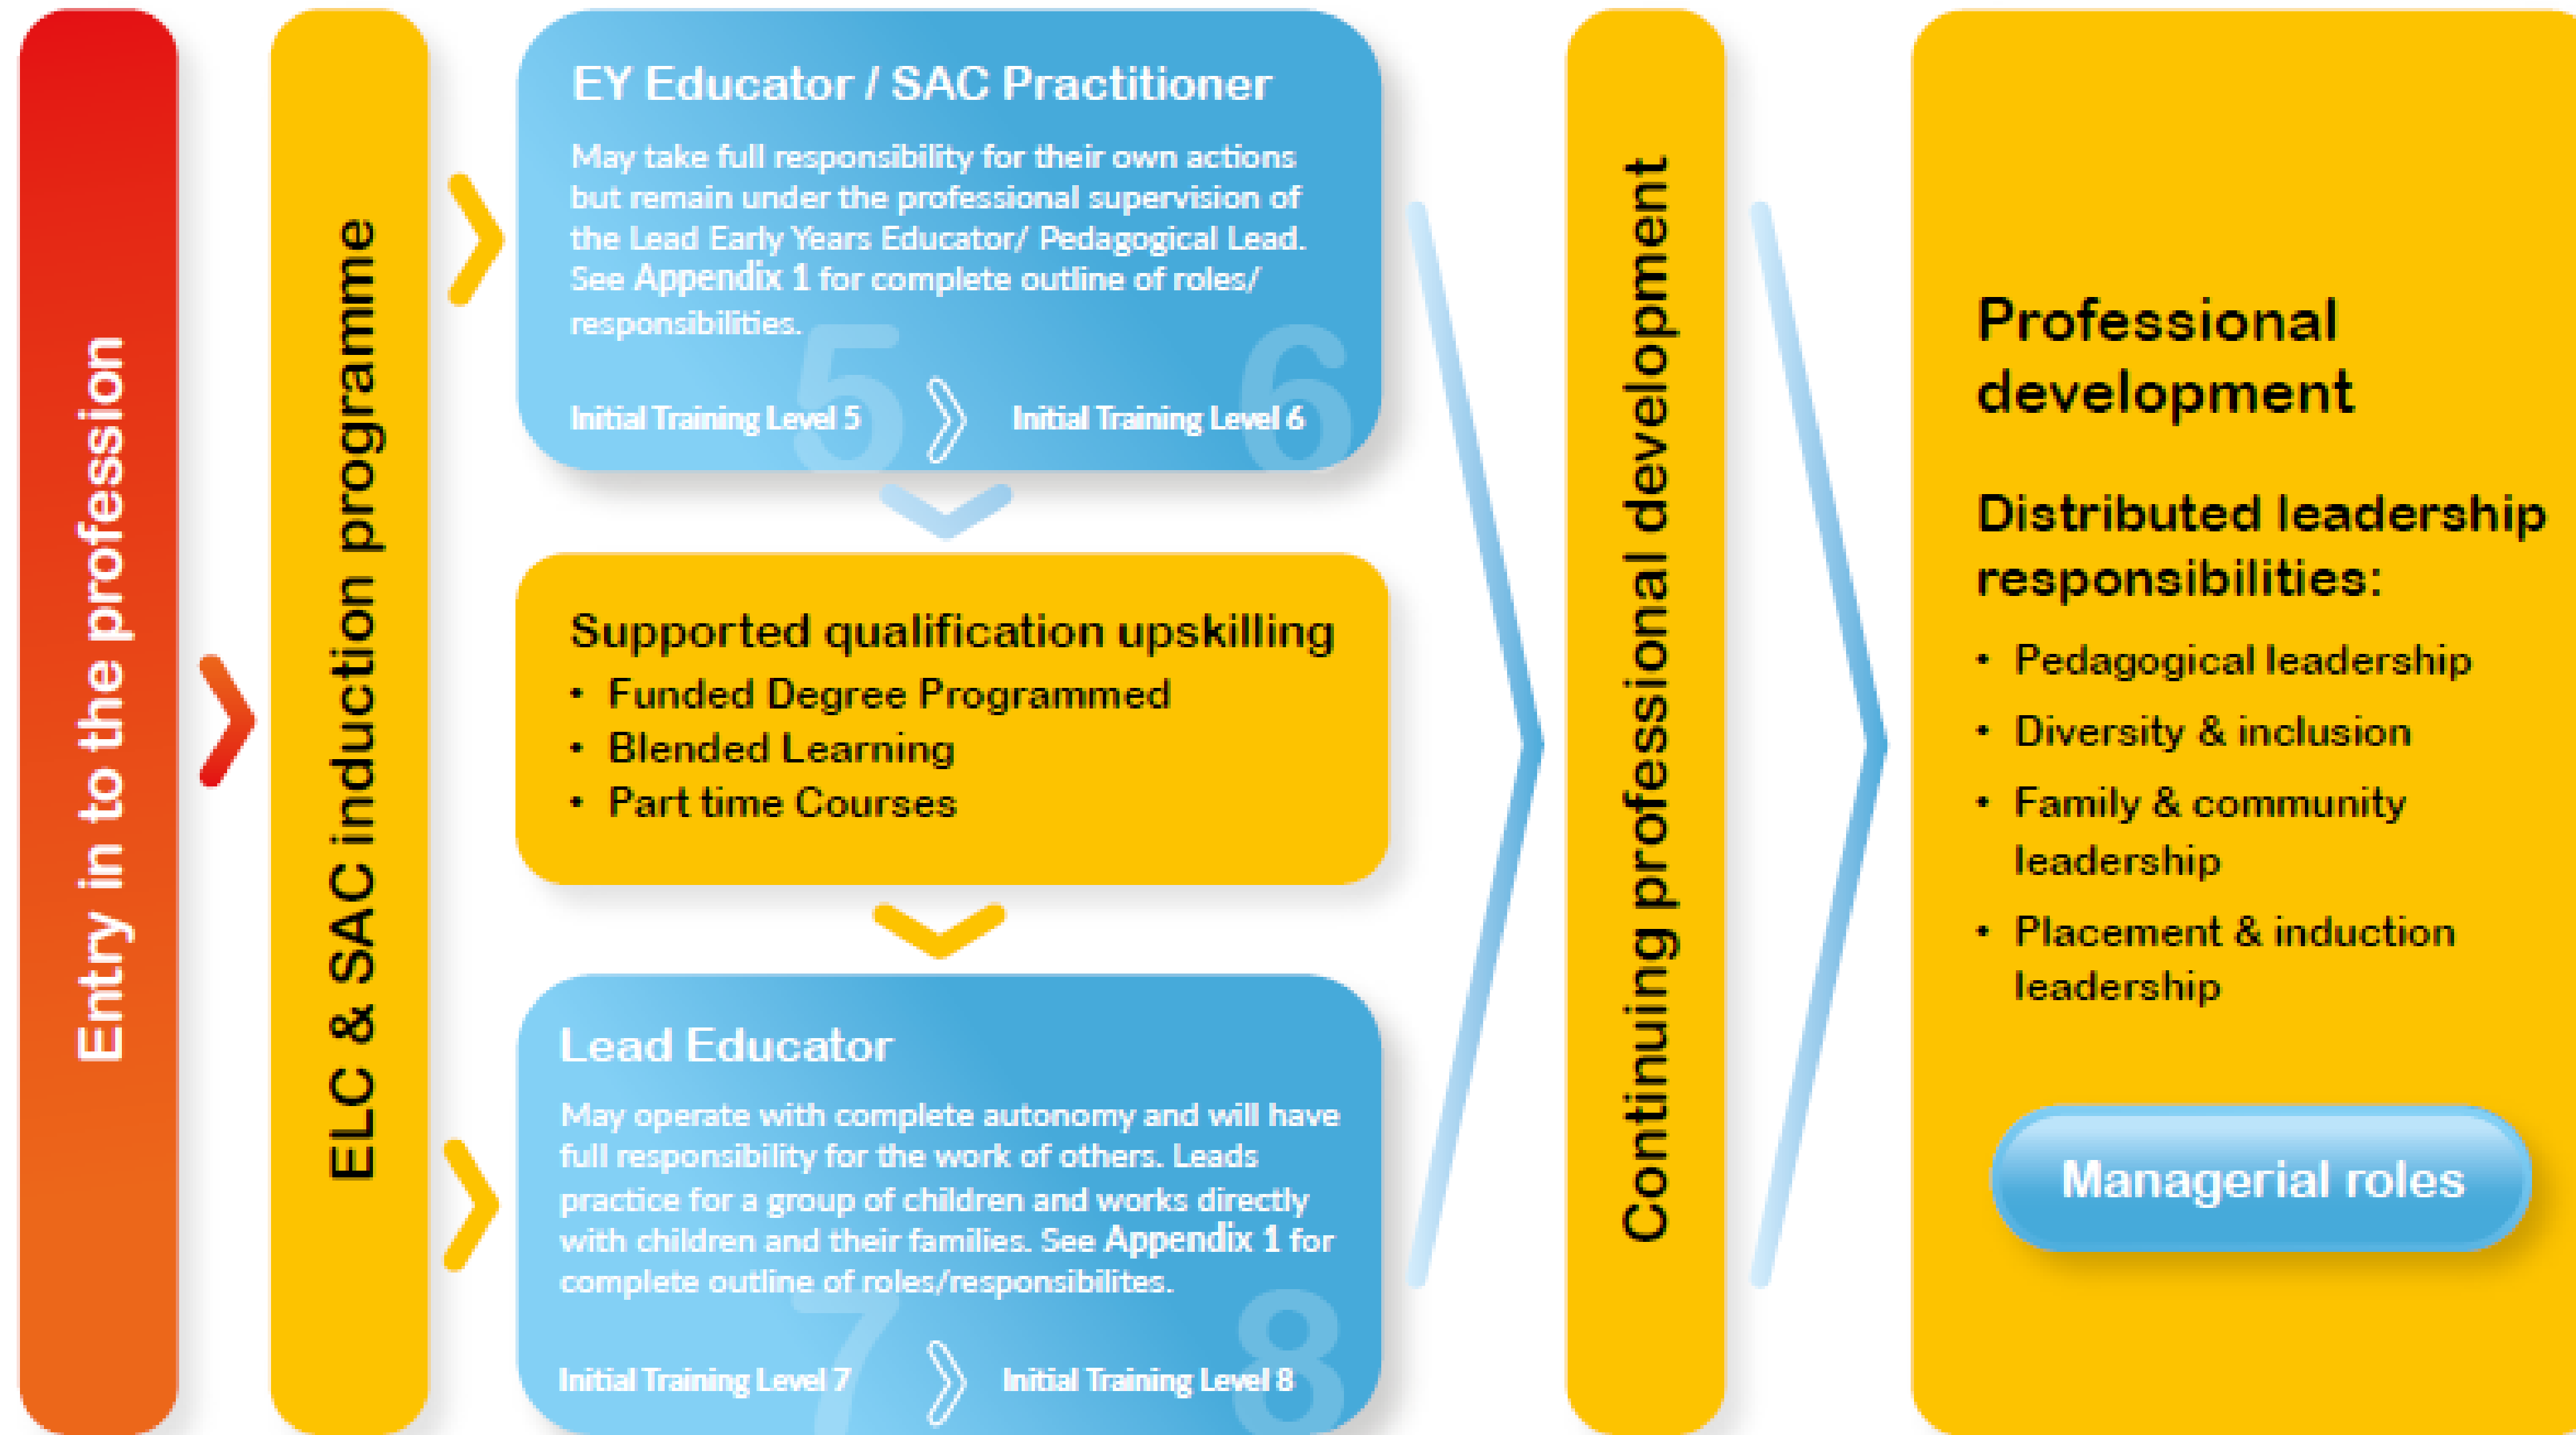 Entry in to the profession
ELC & SAC induction programme
EY Educator / SAC Practitioner
May take full responsibility for their own actions
but remain under the professional supervision of
the Lead Early Years Educator/ Pedagogical Lead.
See Appendix 1 for complete outline of roles/
responsibilities.
5
6
Initial Training Level 5
Initial Training Level 6
Supported qualification upskilling
• Funded Degree Programmed
• Blended Learning
• Part time Courses
Lead Educator
May operate with complete autonomy and will have
full responsibility for the work of others. Leads
practice for a group of children and works directly
with children and their families. See Appendix 1 for
complete outline of roles/responsibilites.
7
8
Initial Training Level 7
Initial Training Level 8
Continuing professional development
Professional
development
Distributed leadership
responsibilities:
• Pedagogical leadership
• Diversity & inclusion
• Family & community
leadership
• Placement & induction
leadership
Managerial roles